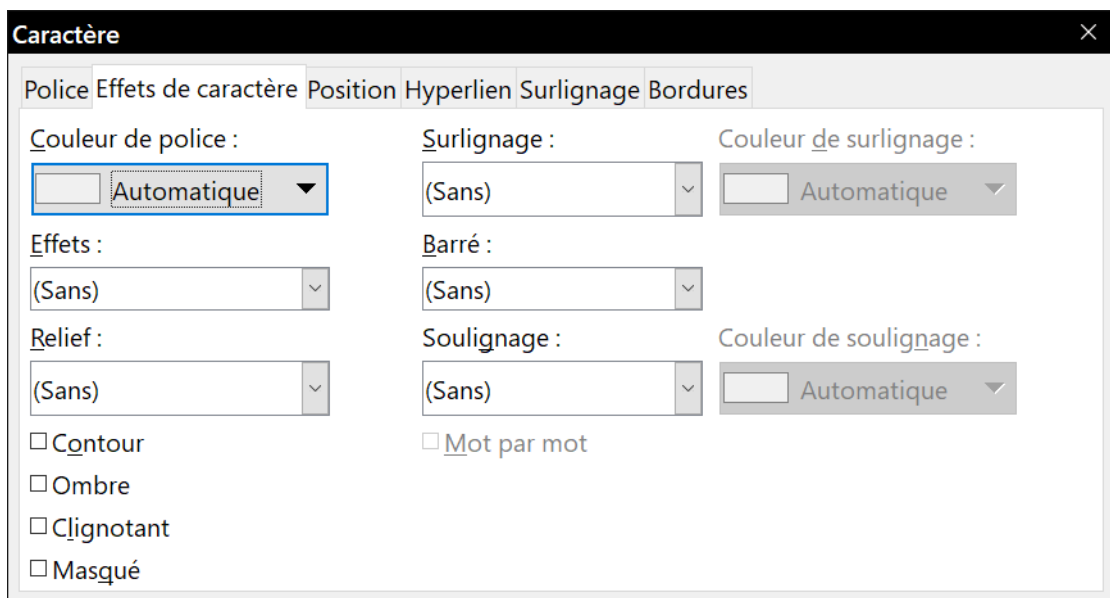 Caractère
Police Effets de caractère Position Hyperlien Surlignage Bordures
Couleur de police : Surlignage : Couleur de surlignage :
Automatique (Sans) Automatique
Effets : Barré :
(Sans) (Sans)
Relief : Soulignage : Couleur de soulignage :
(Sans) (Sans) Automatique
Contour Mot par mot
Ombre
Clignotant
Masqué